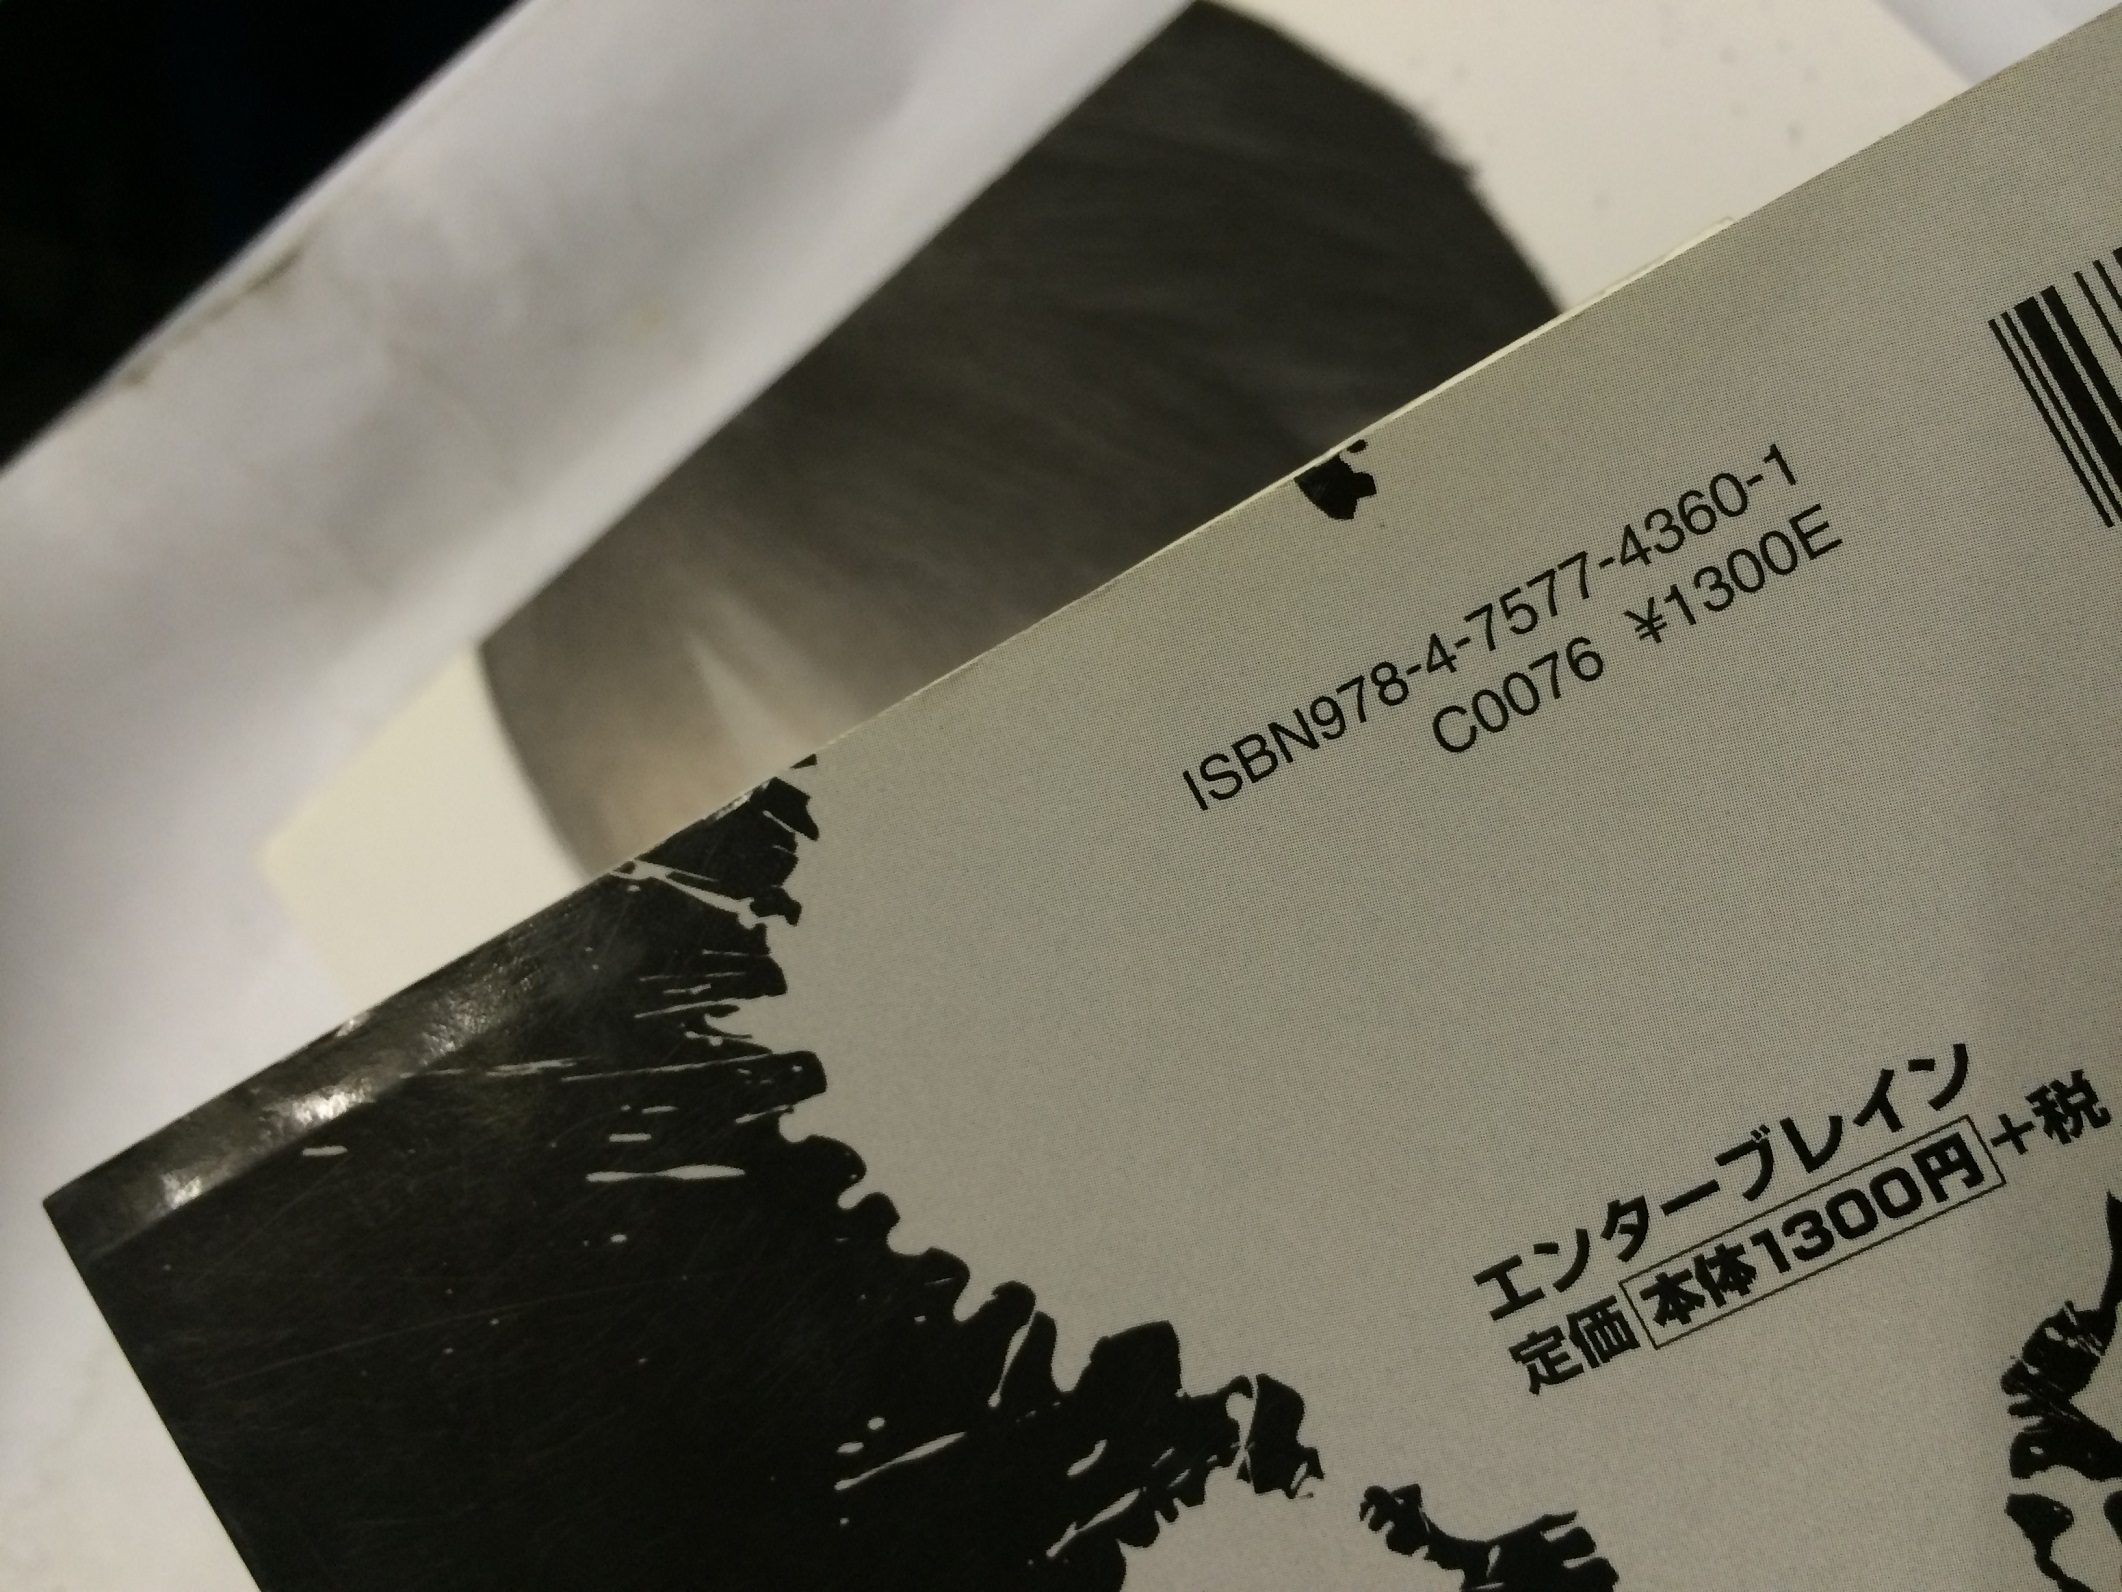 ISBN978-4-7577-4360-1
C0076 ¥1300E
エンターブレイン
定価 本体1300円+税